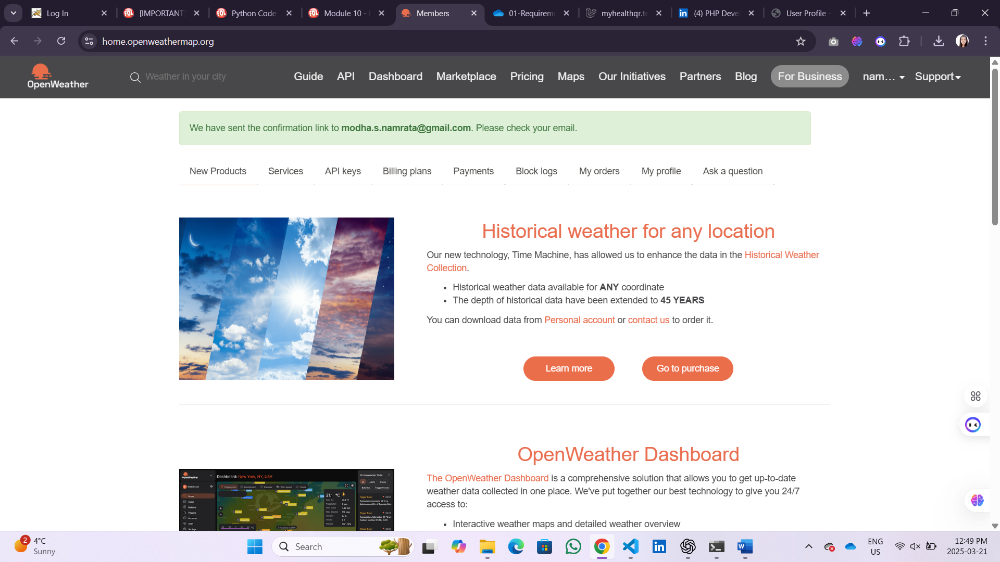 Log In
[IMPORTANT]
Python Code
Module 10 -
Members
01-Requirem
myhealthqr.te
(4) PHP Devel
User Profile -
home.openweathermap.org
OpenWeather
Weather in your city
Guide
API
Dashboard
Marketplace
Pricing
Maps
Our Initiatives
Partners
Blog
For Business
nam...
Support
We have sent the confirmation link to modha.s.namrata@gmail.com. Please check your email.
New Products
Services
API keys
Billing plans
Payments
Block logs
My orders
My profile
Ask a question
Historical weather for any location
Our new technology, Time Machine, has allowed us to enhance the data in the Historical Weather
Collection.
• Historical weather data available for ANY coordinate
• The depth of historical data have been extended to 45 YEARS
You can download data from Personal account or contact us to order it.
Learn more
Go to purchase
OpenWeather Dashboard
The OpenWeather Dashboard is a comprehensive solution that allows you to get up-to-date
weather data collected in one place. We've put together our best technology to give you 24/7
access to:
• Interactive weather maps and detailed weather overview
OpenWeather
Dashboard: New York, NY, USA
05 November 2024
2
4°C
Sunny
Search
ENG
US
12:49 PM
2025-03-21